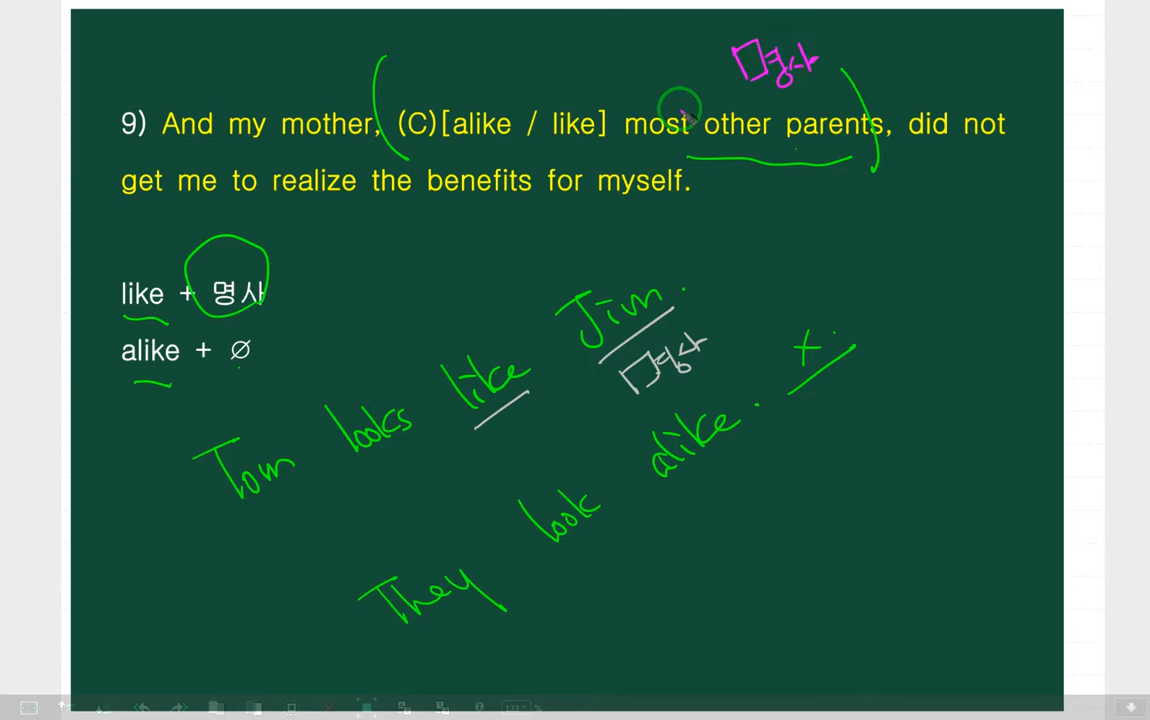 명사
9) And my mother, (C)[alike / like] most other parents, did not
get me to realize the benefits for myself.
like + 명사
alike + ∅
Tom looks like Jim.
명사
They look alike. ×
133 %